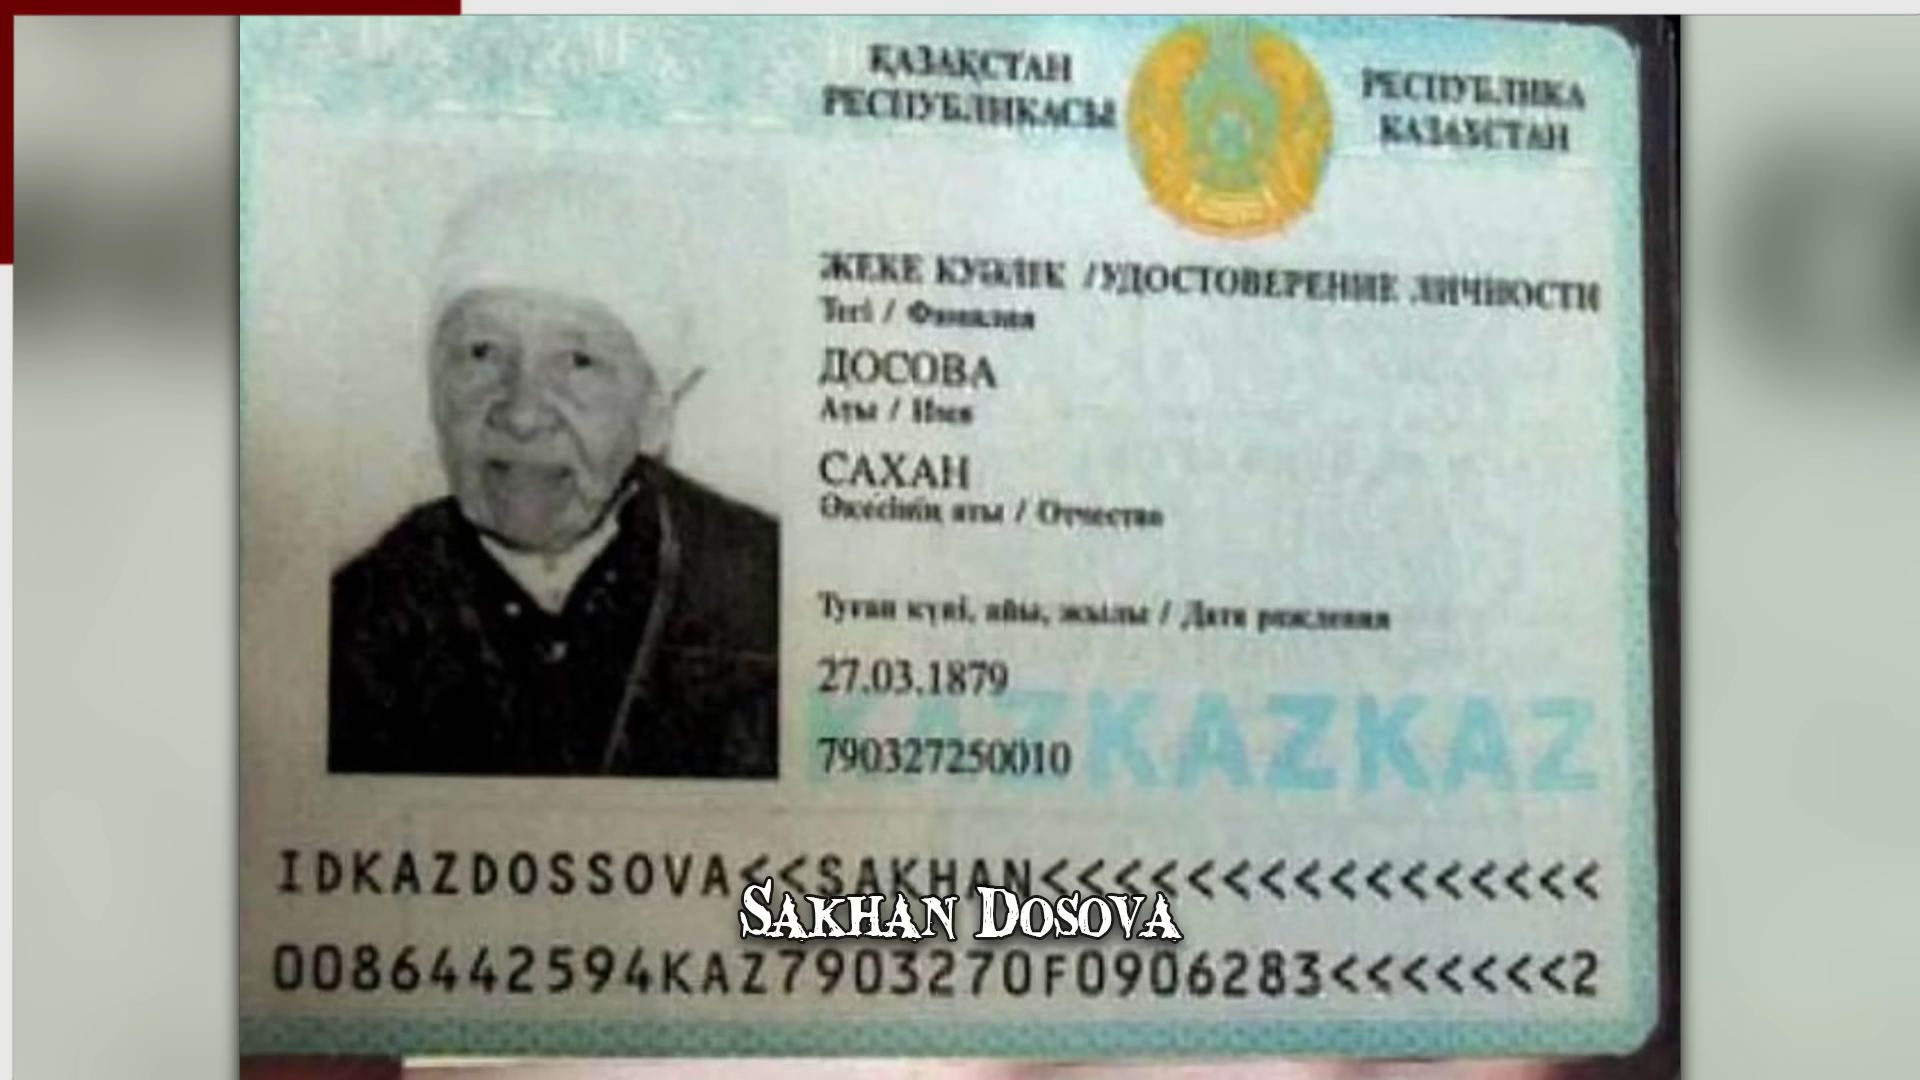 ҚАЗАҚСТАН
РЕСПУБЛИКАСЫ
РЕСПУБЛИКА
КАЗАХСТАН
ЖЕКЕ КУӘЛІК /УДОСТОВЕРЕНИЕ ЛИЧНОСТИ
Тегі / Фамилия
ДОСОВА
Аты / Имя
САХАН
Әкесінің аты / Отчество
Туған күні, айы, жылы / Дата рождения
27.03.1879
790327250010
KAZKAZKAZ
IDKAZDOSSOVA<<SAKHAN<<<<<<<<<<<<<<<
Sakhan Dosova
0086442594KAZ7903270F0906283<<<<<<<2